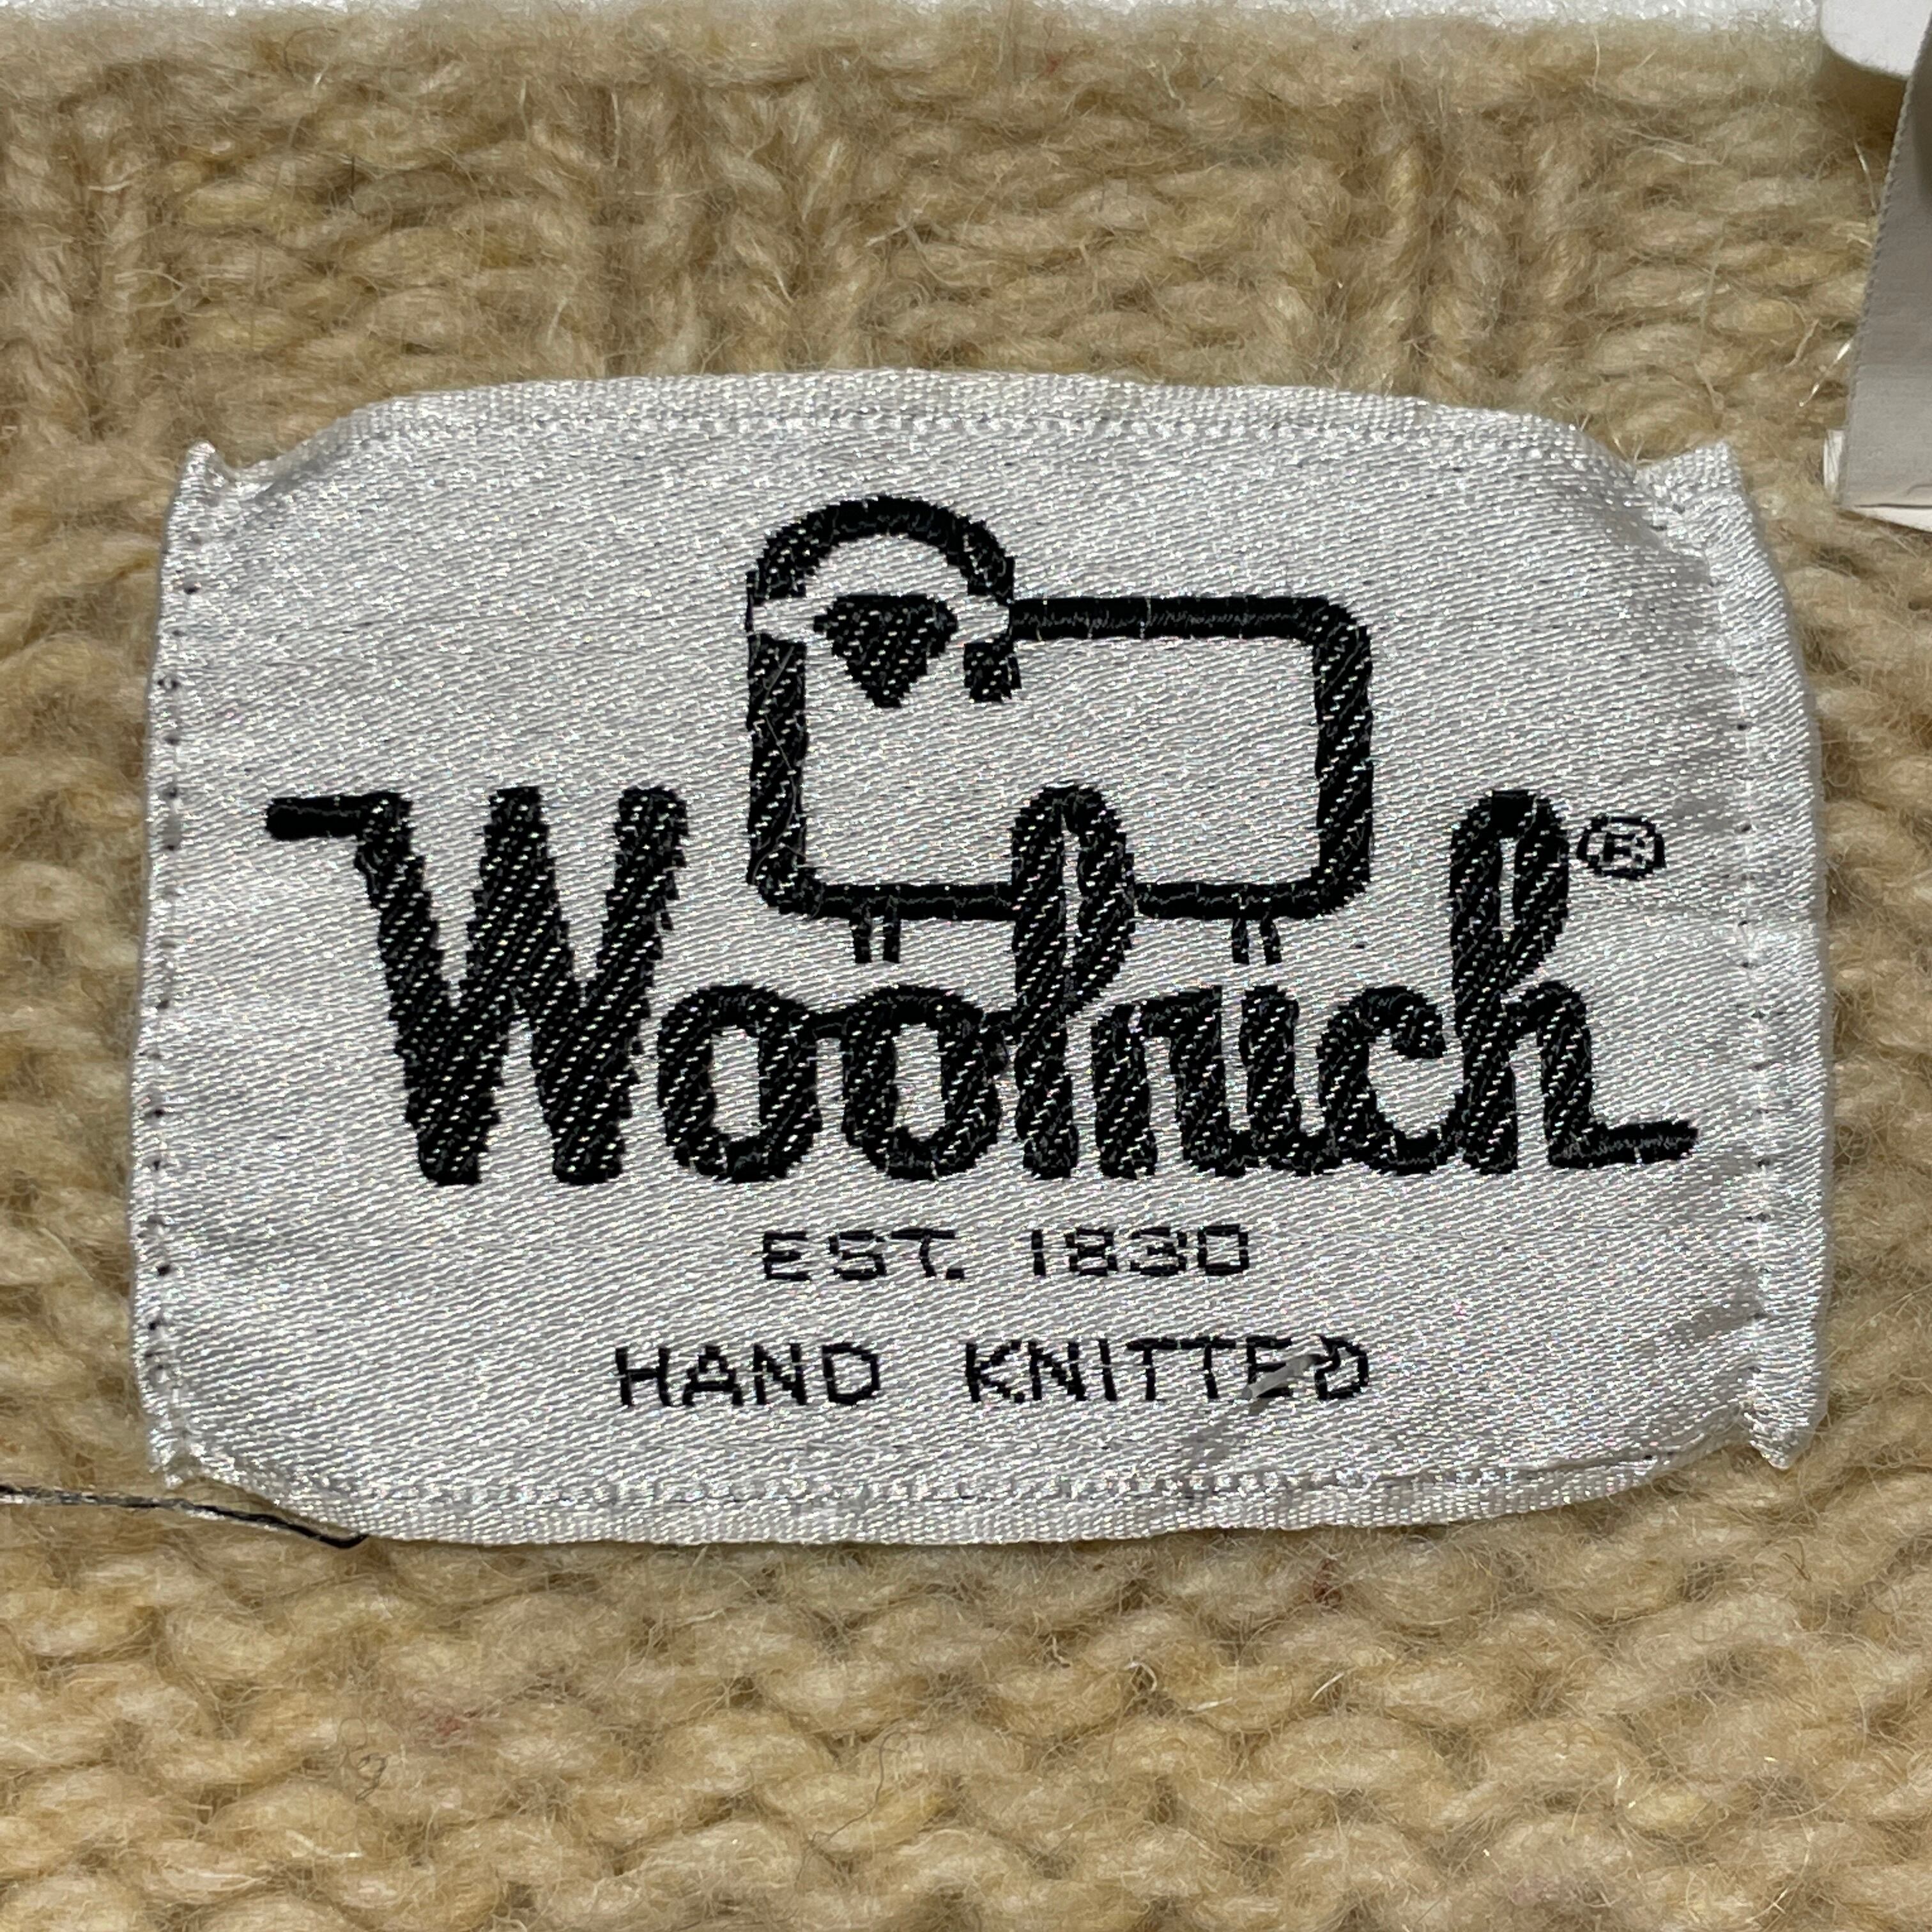 Woolrich®
EST. 1830
HAND KNITTED